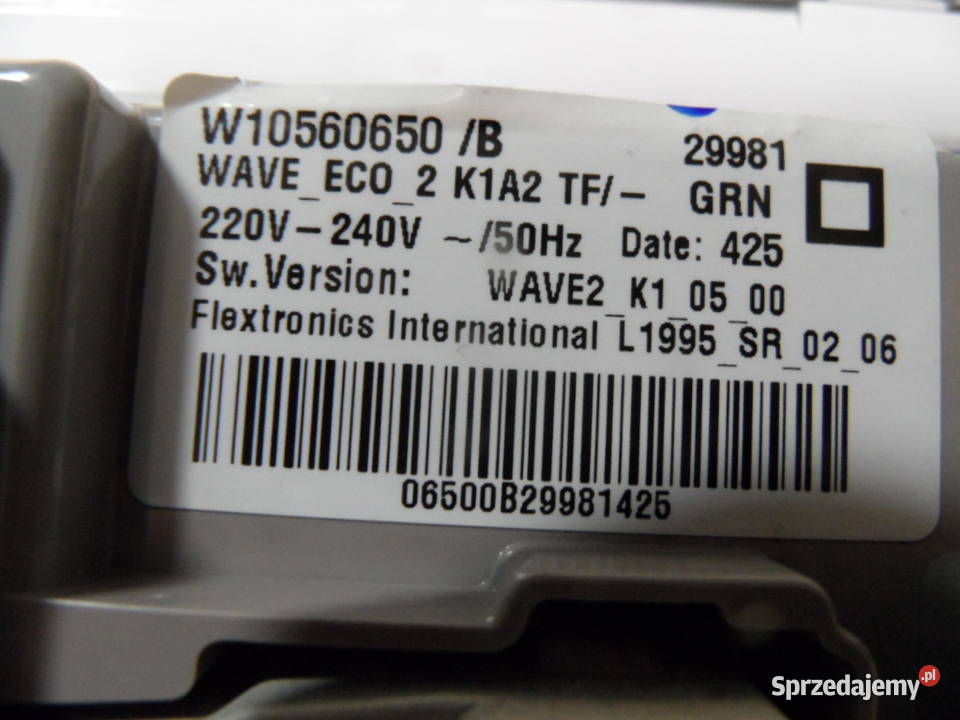 W10560650 /B 29981
WAVE_ECO_2 K1A2 TF/- GRN
220V-240V ~/50Hz Date: 425
Sw.Version: WAVE2_K1_05_00
Flextronics International L1995_SR_02_06
06500B29981425
Sprzedajemy.pl